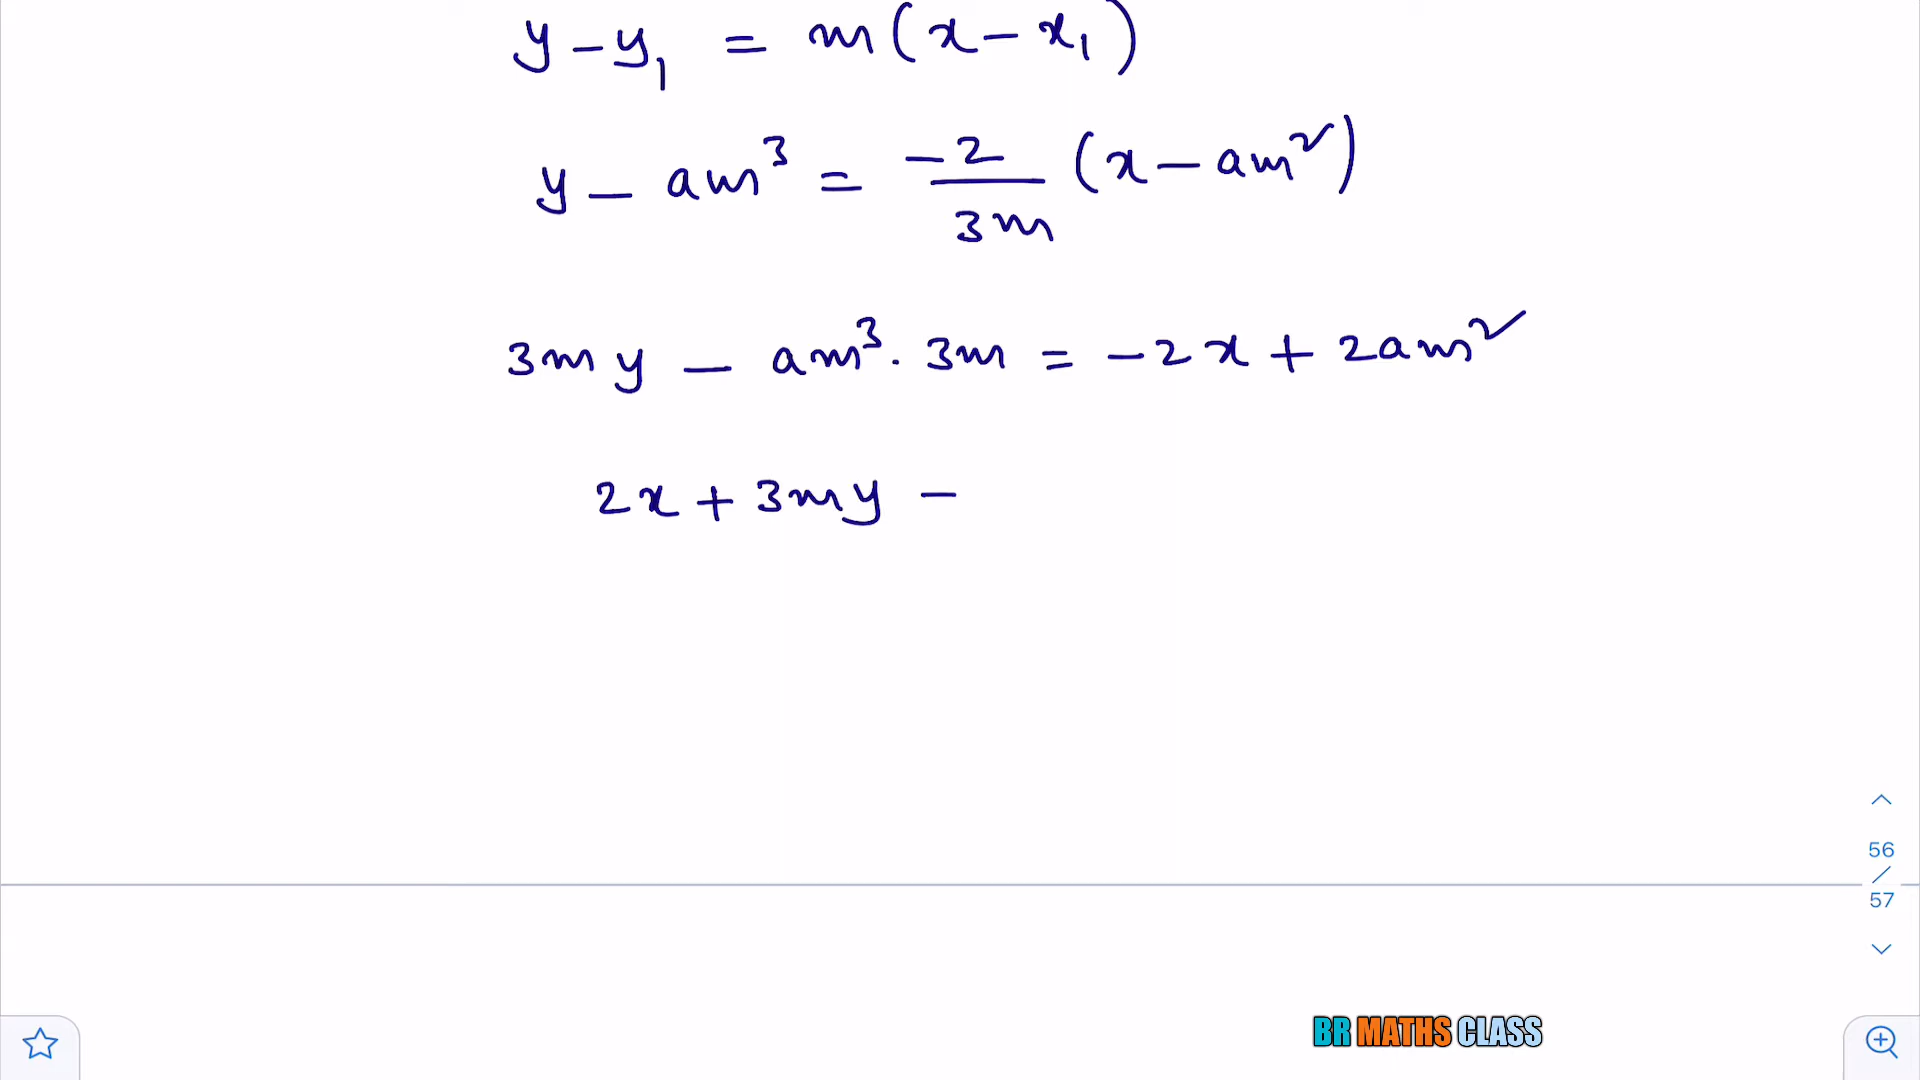 y - y₁ = m(x - x₁)
y - am³ = -2/3m (x - am²)
3my - am³ · 3m = -2x + 2am²
2x + 3my -
56
/
57
BR MATHS CLASS